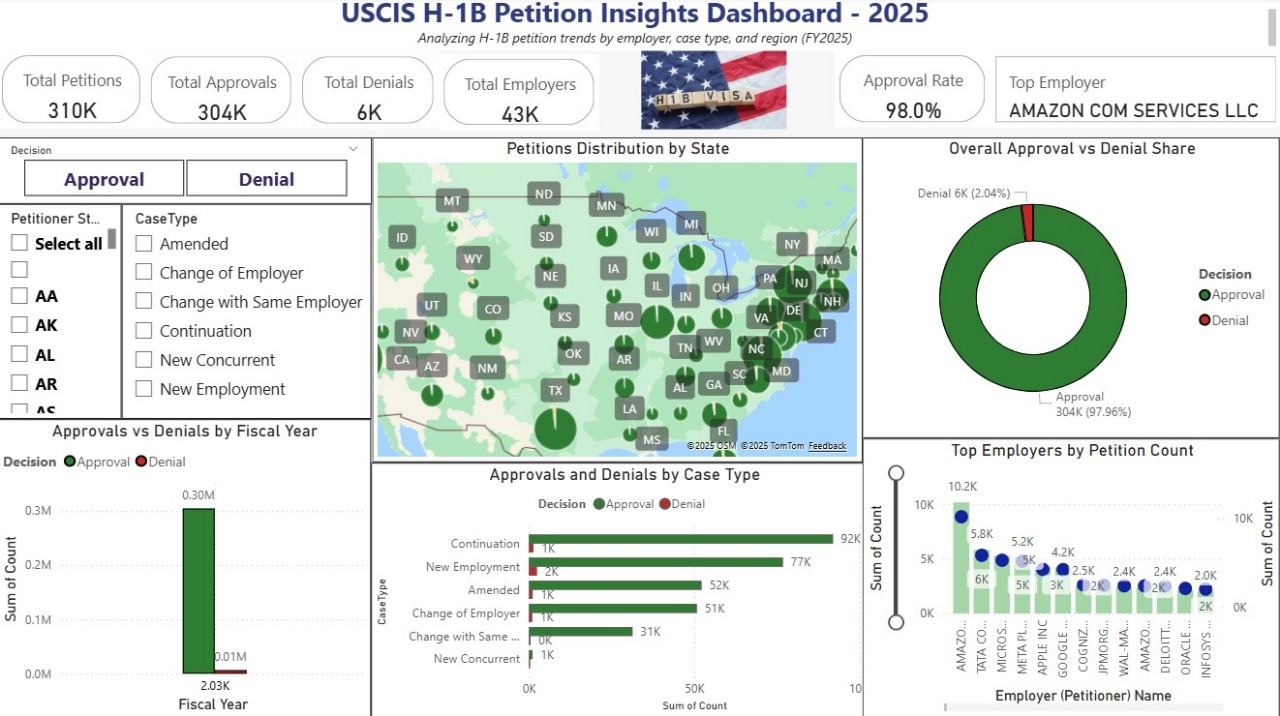 USCIS H-1B Petition Insights Dashboard - 2025
Analyzing H-1B petition trends by employer, case type, and region (FY2025)
Total Petitions
310K
Total Approvals
304K
Total Denials
6K
Total Employers
43K
H1B VISA
Approval Rate
98.0%
Top Employer
AMAZON COM SERVICES LLC
Decision
Approval
Denial
Petitioner St...
Select all
AA
AK
AL
AR
AS
CaseType
Amended
Change of Employer
Change with Same Employer
Continuation
New Concurrent
New Employment
Petitions Distribution by State
MT
ND
MN
ID
SD
WI
MI
NY
WY
NE
IA
MA
UT
CO
IL
IN
OH
PA
NJ
NH
NV
KS
MO
VA
DE
CT
CA
AZ
NM
OK
AR
TN
WV
NC
MD
TX
AL
GA
SC
LA
MS
FL
©2025 OSM ©2025 TomTom Feedback
Overall Approval vs Denial Share
Denial 6K (2.04%)
Decision
Approval
Denial
Approval
304K (97.96%)
Approvals vs Denials by Fiscal Year
Decision Approval Denial
0.30M
0.3M
0.2M
0.1M
0.0M
0.01M
2.03K
Sum of Count
Fiscal Year
Approvals and Denials by Case Type
Decision Approval Denial
CaseType
Continuation 92K
1K
New Employment 77K
2K
Amended 52K
1K
Change of Employer 51K
1K
Change with Same ... 31K
0K
New Concurrent 1K
0K 50K 10
Sum of Count
Top Employers by Petition Count
Sum of Count
10K
5K
0K
10.2K
5.8K
5.2K
4.2K
2.5K
2.4K
2.4K
2.0K
5K
2K
2K
6K
5K
3K
2K
10K
0K
Sum of Count
AMAZO...
TATA CO...
MICROS...
META PL...
APPLE INC
GOOGLE ...
COGNIZ...
JPMORG...
WAL-MA...
AMAZO...
DELOITT...
ORACLE ...
INFOSYS ...
Employer (Petitioner) Name